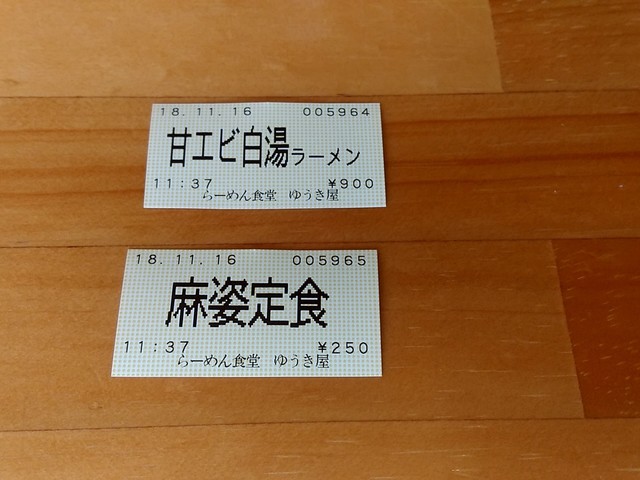 18.11.16 005964
甘エビ白湯ラーメン
11:37 ¥900
らーめん食堂 ゆうき屋
18.11.16 005965
麻姿定食
11:37 ¥250
らーめん食堂 ゆうき屋